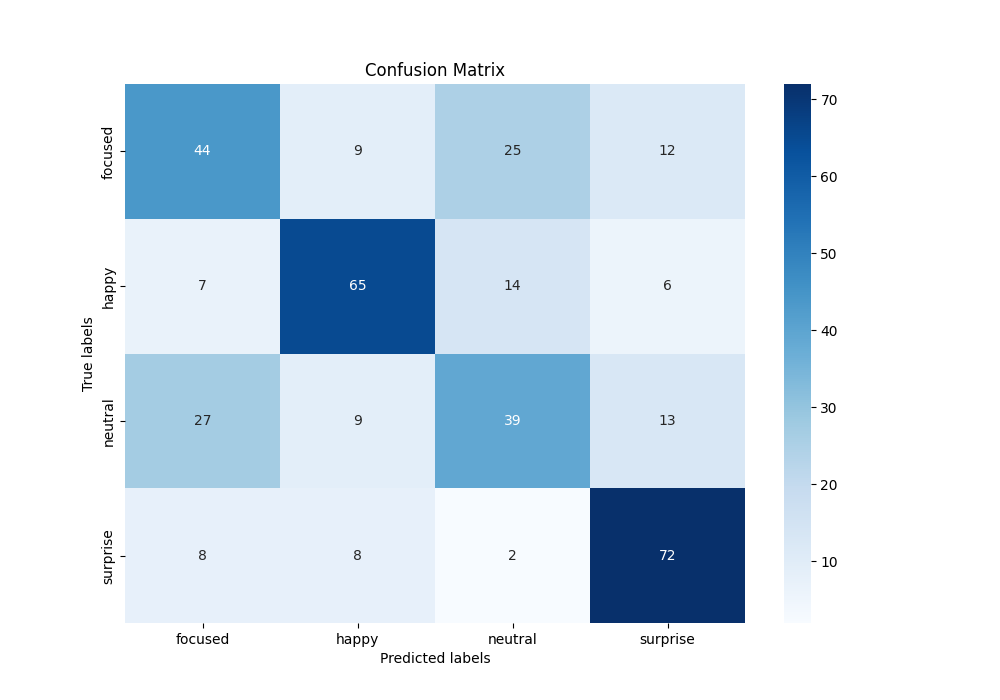 Confusion Matrix
focused 44 9 25 12
happy 7 65 14 6
neutral 27 9 39 13
surprise 8 8 2 72
True labels
focused happy neutral surprise
Predicted labels
70
60
50
40
30
20
10